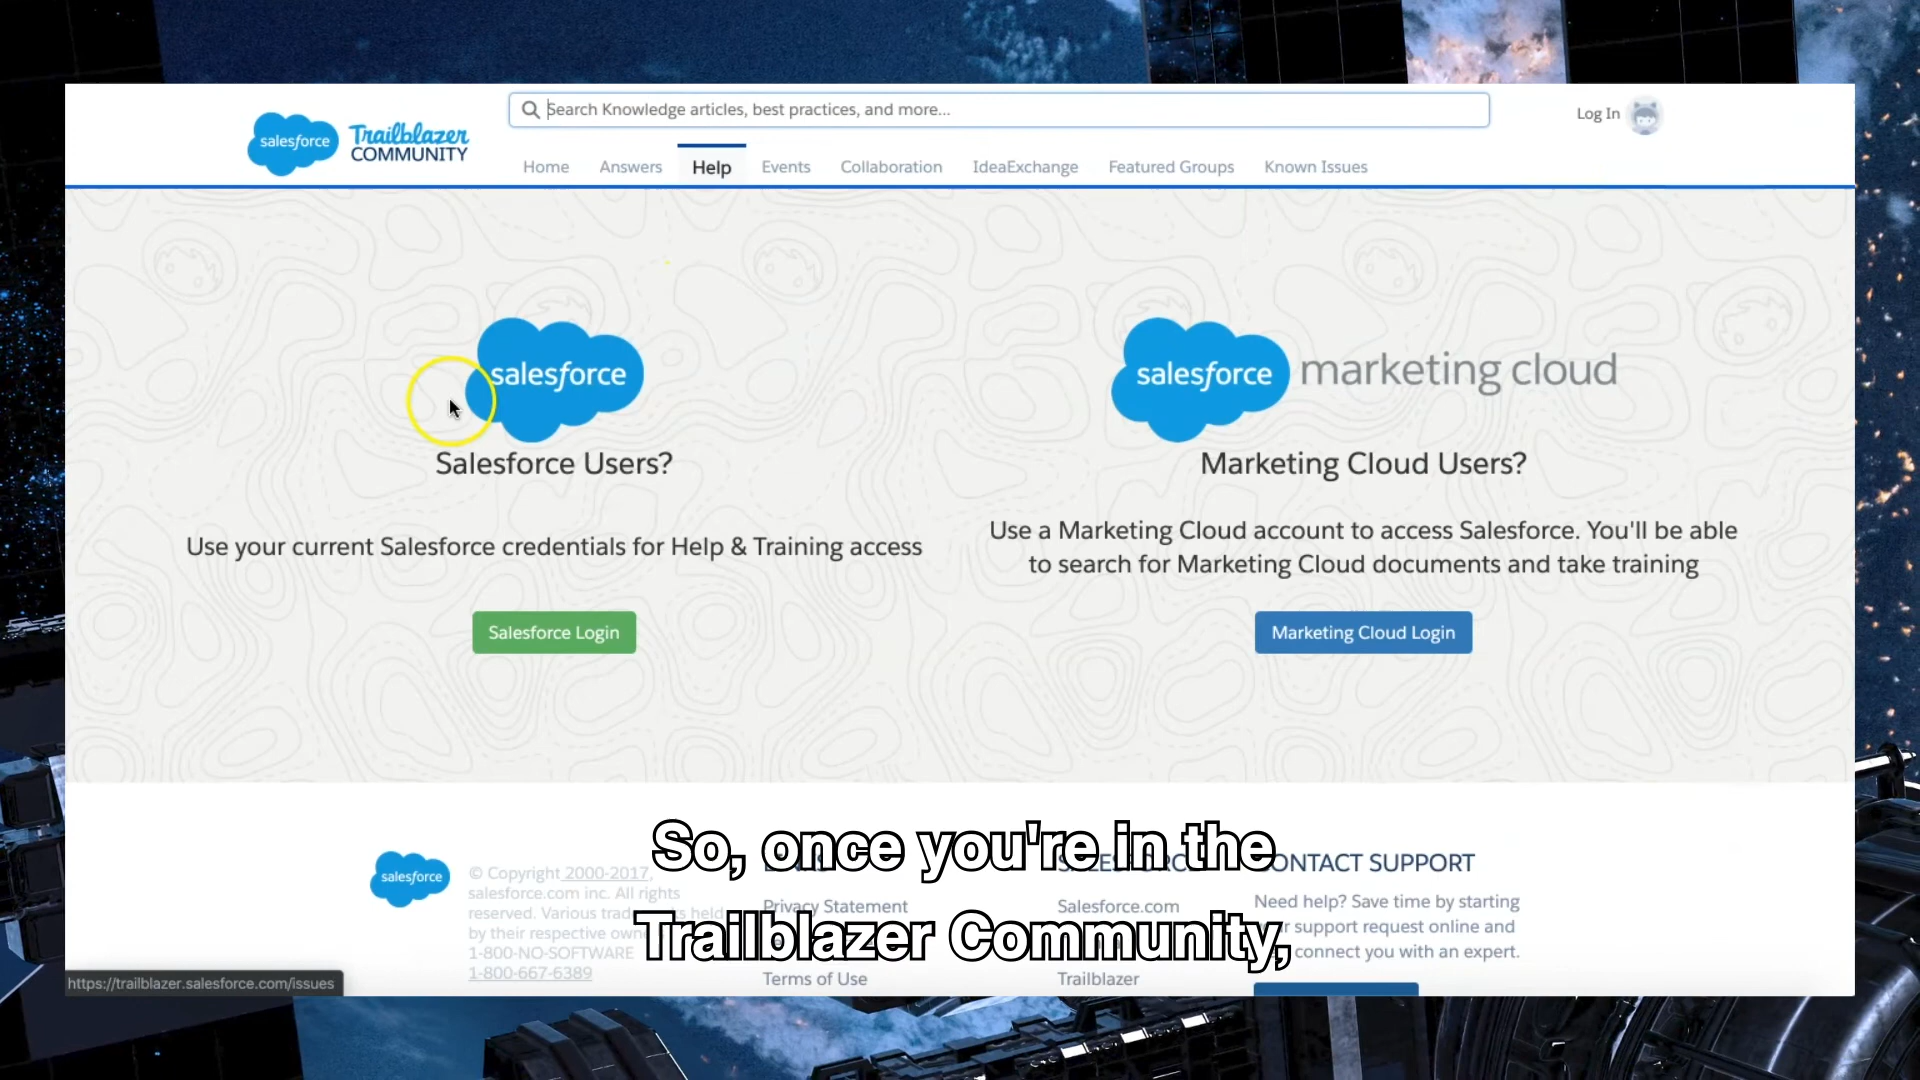 salesforce
Trailblazer
COMMUNITY
Search Knowledge articles, best practices, and more...
Log In
Home
Answers
Help
Events
Collaboration
IdeaExchange
Featured Groups
Known Issues
salesforce
Salesforce Users?
Use your current Salesforce credentials for Help & Training access
Salesforce Login
salesforce marketing cloud
Marketing Cloud Users?
Use a Marketing Cloud account to access Salesforce. You'll be able
to search for Marketing Cloud documents and take training
Marketing Cloud Login
So, once you're in the
Trailblazer Community,
salesforce
© Copyright 2000-2017,
salesforce.com inc. All rights
reserved. Various held
by their respective
1-800-NO-SOFTWARE
1-800-667-6389
Privacy Statement
Terms of Use
Salesforce.com
Trailblazer
CONTACT SUPPORT
Need help? Save time by starting
support request online and
connect you with an expert.
https://trailblazer.salesforce.com/issues